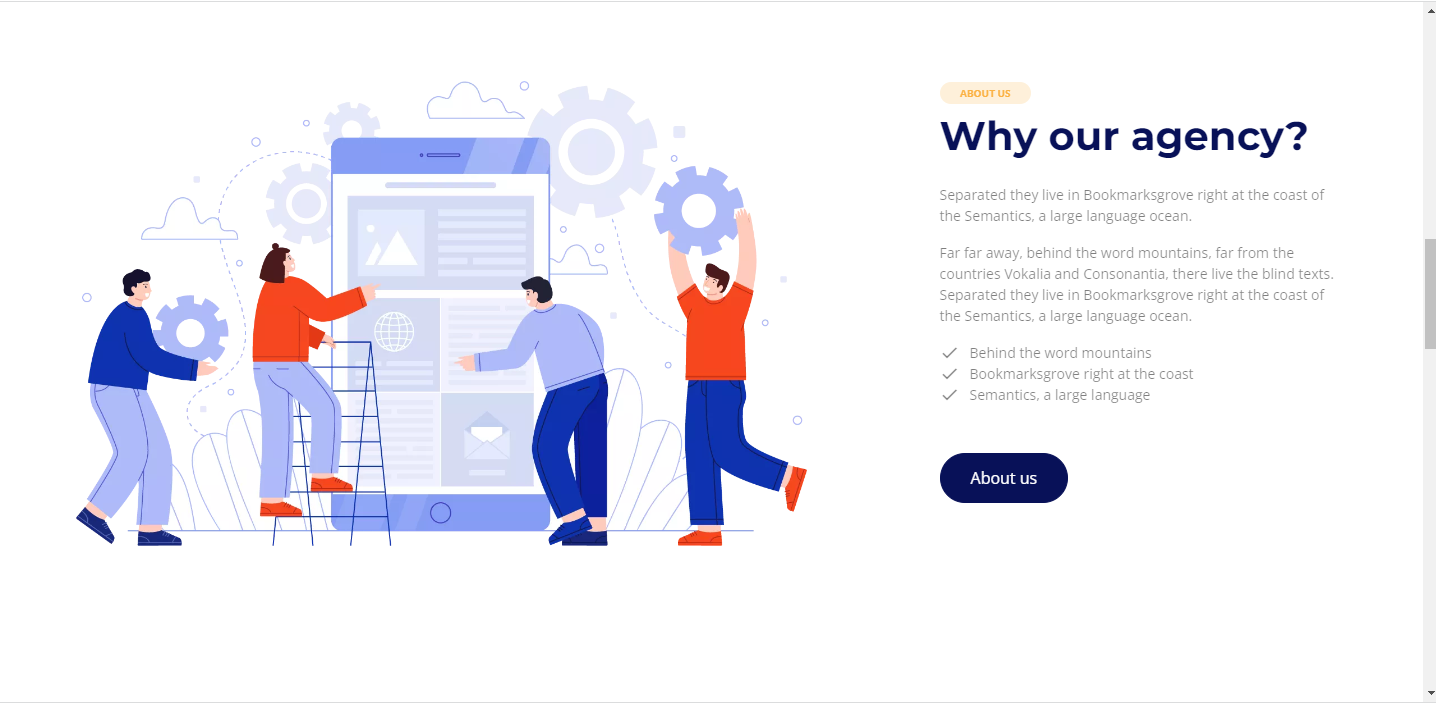 ABOUT US
Why our agency?
Separated they live in Bookmarksgrove right at the coast of
the Semantics, a large language ocean.
Far far away, behind the word mountains, far from the
countries Vokalia and Consonantia, there live the blind texts.
Separated they live in Bookmarksgrove right at the coast of
the Semantics, a large language ocean.
Behind the word mountains
Bookmarksgrove right at the coast
Semantics, a large language
About us